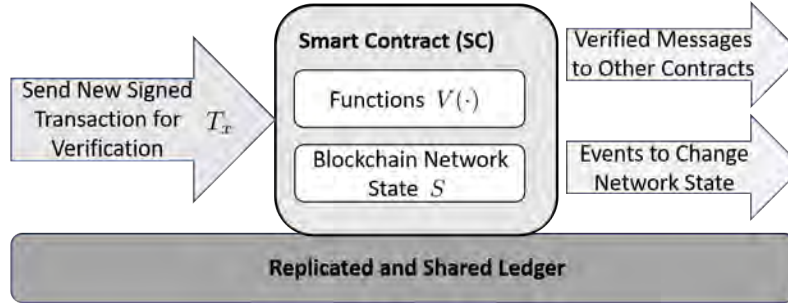 Send New Signed
Transaction for
Verification
T_x
Smart Contract (SC)
Functions V(·)
Blockchain Network
State S
Verified Messages
to Other Contracts
Events to Change
Network State
Replicated and Shared Ledger